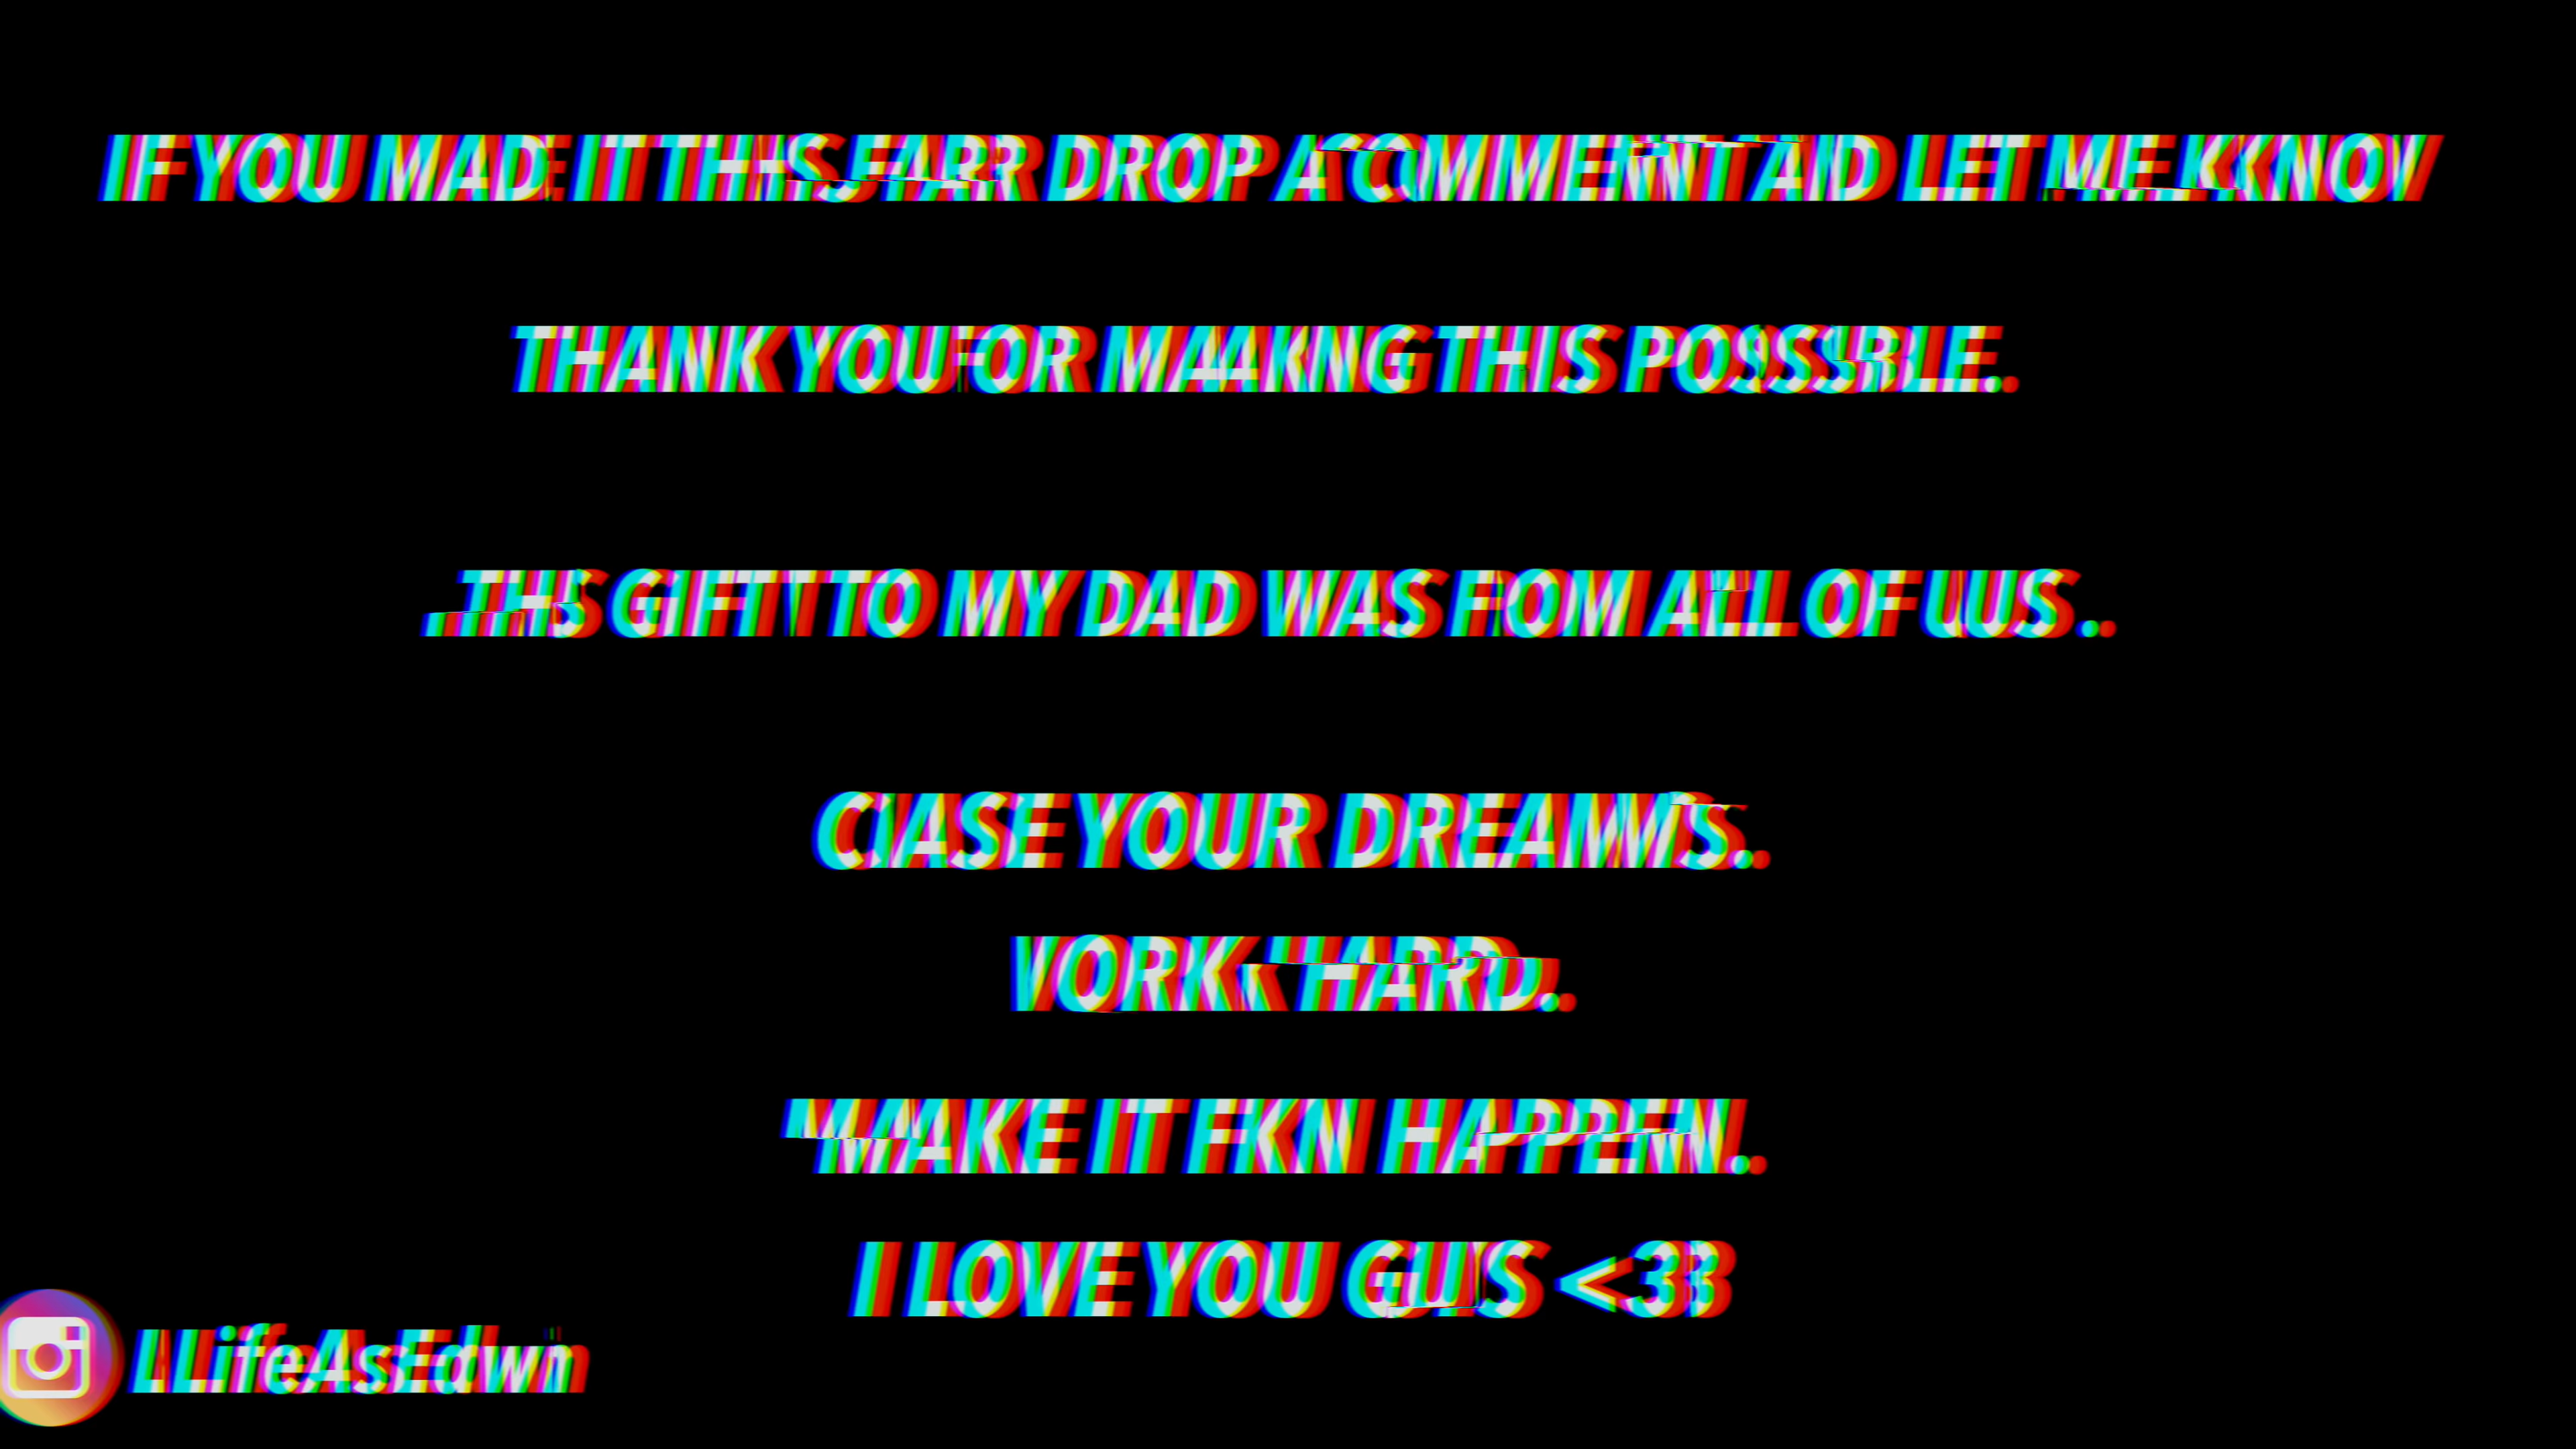 IF YOU MADE IT THIS FAR DROP A COMMENT AND LET ME KNOW
THANK YOU FOR MAKING THIS POSSIBLE.
THIS GIFT TO MY DAD WAS FROM ALL OF US.
CHASE YOUR DREAMS.
WORK HARD.
MAKE IT FKN HAPPEN.
I LOVE YOU GUYS <3
LifeAsEdwin